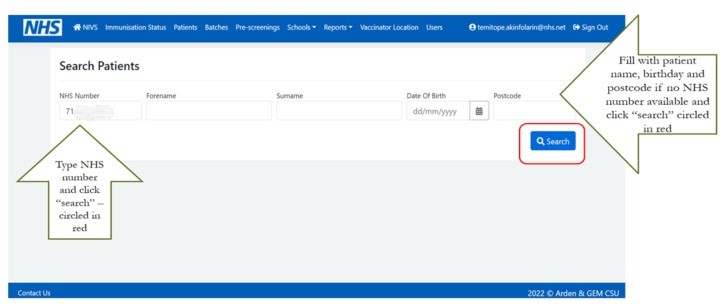 NHS NIVS Immunisation Status Patients Batches Pre-screenings Schools Reports Vaccinator Location Users temitope.akinfolarin@nhs.net Sign Out
Search Patients
NHS Number Forename Surname Date Of Birth Postcode
71 dd/mm/yyyy
Search
Fill with patient
name, birthday and
postcode if no NHS
number available and
click “search” circled
in red
Type NHS
number
and click
“search” –
circled in
red
Contact Us 2022 © Arden & GEM CSU